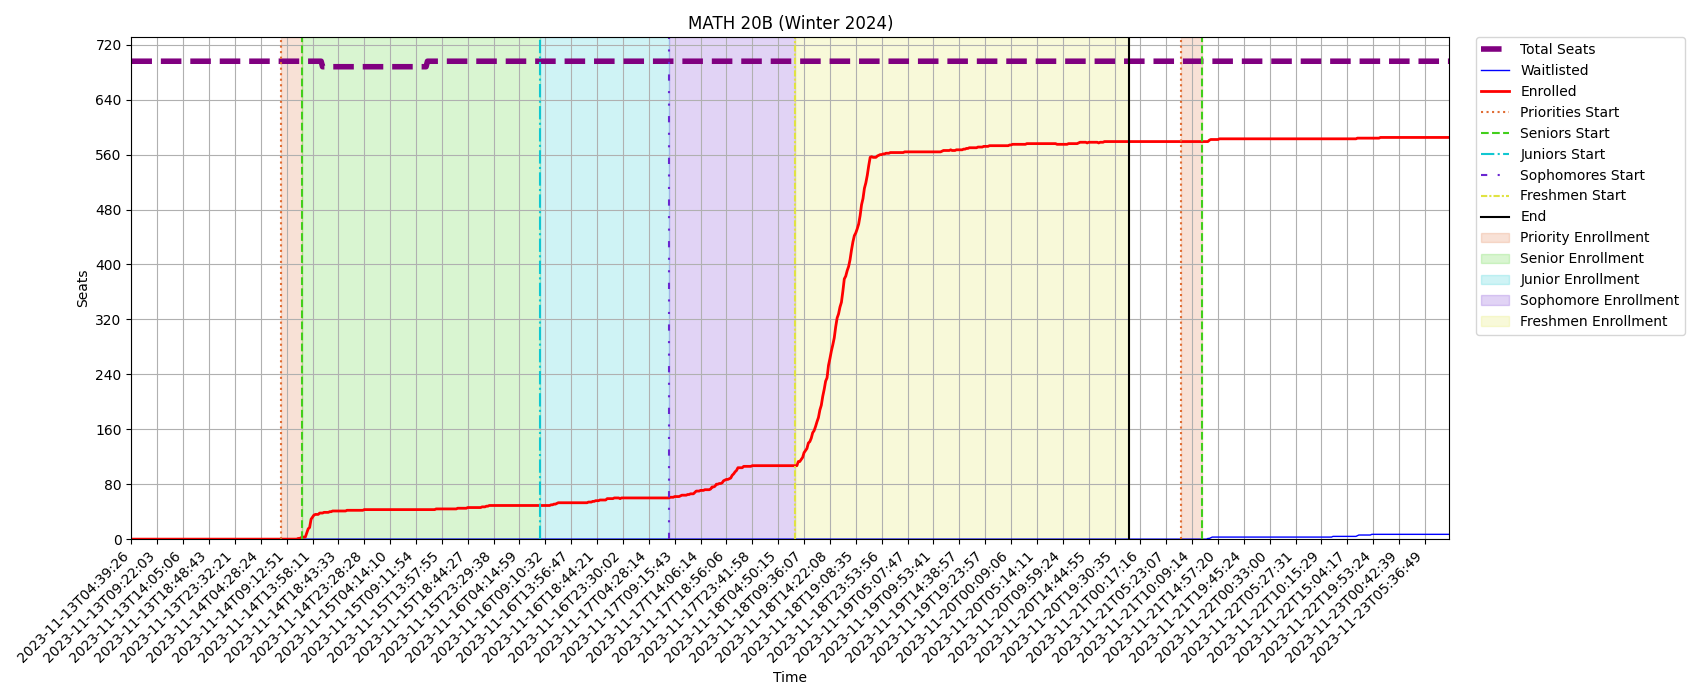 MATH 20B (Winter 2024)
720
640
560
480
400
320
240
160
80
0
Seats
2023-11-13T04:39:26
2023-11-13T09:22:03
2023-11-13T14:05:06
2023-11-13T18:48:43
2023-11-13T23:32:21
2023-11-14T04:28:24
2023-11-14T09:12:51
2023-11-14T13:58:11
2023-11-14T18:43:33
2023-11-14T23:28:28
2023-11-15T04:14:10
2023-11-15T09:11:54
2023-11-15T13:57:55
2023-11-15T18:44:27
2023-11-15T23:29:38
2023-11-16T04:14:59
2023-11-16T09:10:32
2023-11-16T13:56:47
2023-11-16T18:44:21
2023-11-16T23:30:02
2023-11-17T04:28:14
2023-11-17T09:15:43
2023-11-17T14:06:14
2023-11-17T18:56:06
2023-11-17T23:41:58
2023-11-18T04:50:15
2023-11-18T09:36:07
2023-11-18T14:22:08
2023-11-18T19:08:35
2023-11-18T23:53:56
2023-11-19T05:07:47
2023-11-19T09:53:41
2023-11-19T14:38:57
2023-11-19T19:23:57
2023-11-20T00:09:06
2023-11-20T05:14:11
2023-11-20T09:59:24
2023-11-20T14:44:55
2023-11-20T19:30:35
2023-11-21T00:17:16
2023-11-21T05:23:07
2023-11-21T10:09:14
2023-11-21T14:57:20
2023-11-21T19:45:24
2023-11-22T00:33:00
2023-11-22T05:27:31
2023-11-22T10:15:29
2023-11-22T15:04:17
2023-11-22T19:53:24
2023-11-23T00:42:39
2023-11-23T05:36:49
Time
Total Seats
Waitlisted
Enrolled
Priorities Start
Seniors Start
Juniors Start
Sophomores Start
Freshmen Start
End
Priority Enrollment
Senior Enrollment
Junior Enrollment
Sophomore Enrollment
Freshmen Enrollment